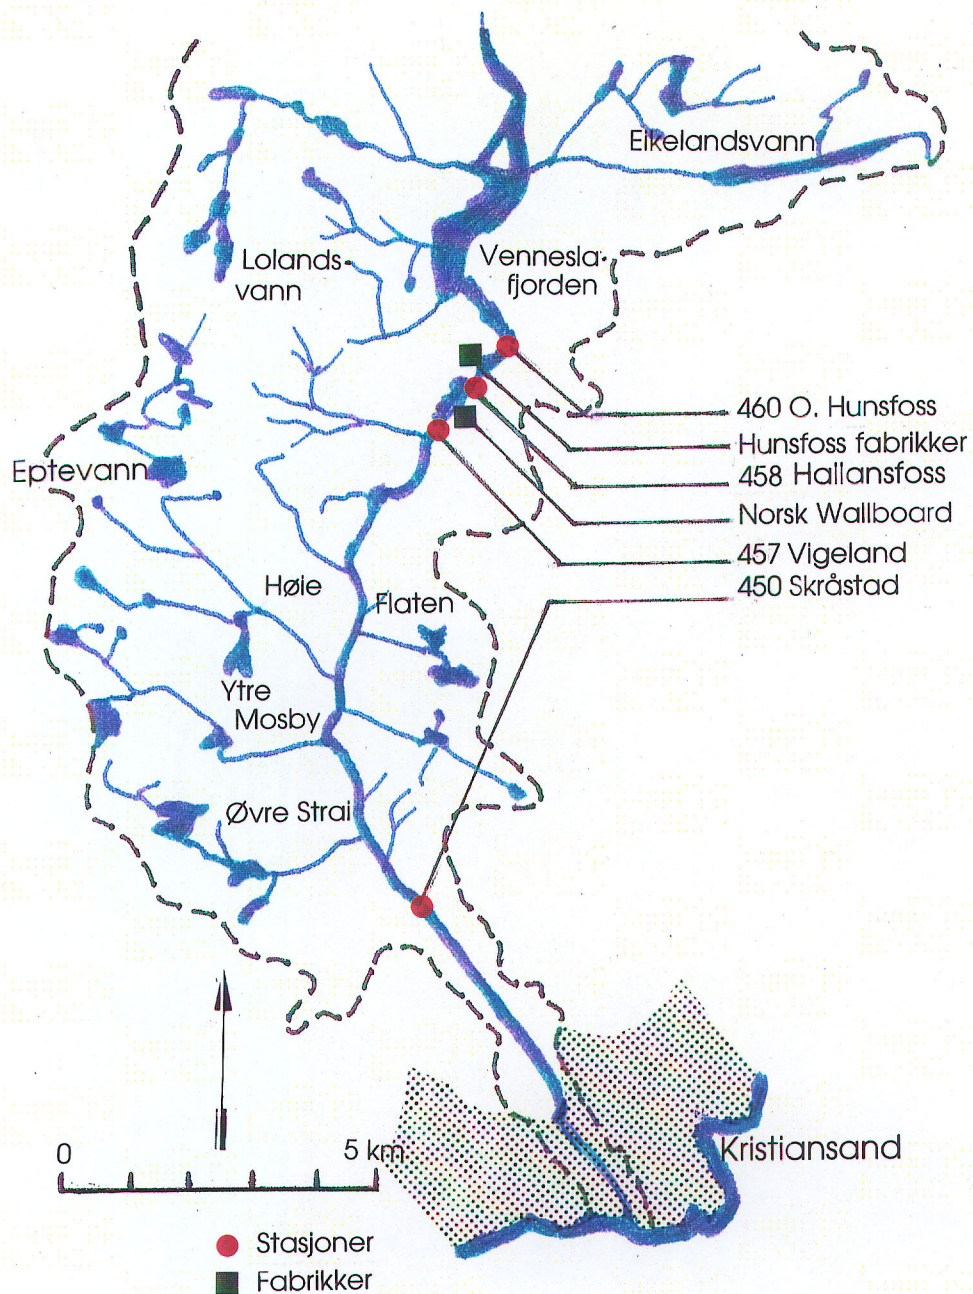 Eikelandsvann
Lolands-
vann
Vennesla-
fjorden
460 O. Hunsfoss
Hunsfoss fabrikker
458 Hallansfoss
Norsk Wallboard
457 Vigeland
450 Skråstad
Eptevann
Høie
Flaten
Ytre
Mosby
Øvre Strai
Kristiansand
0 5 km
Stasjoner
Fabrikker